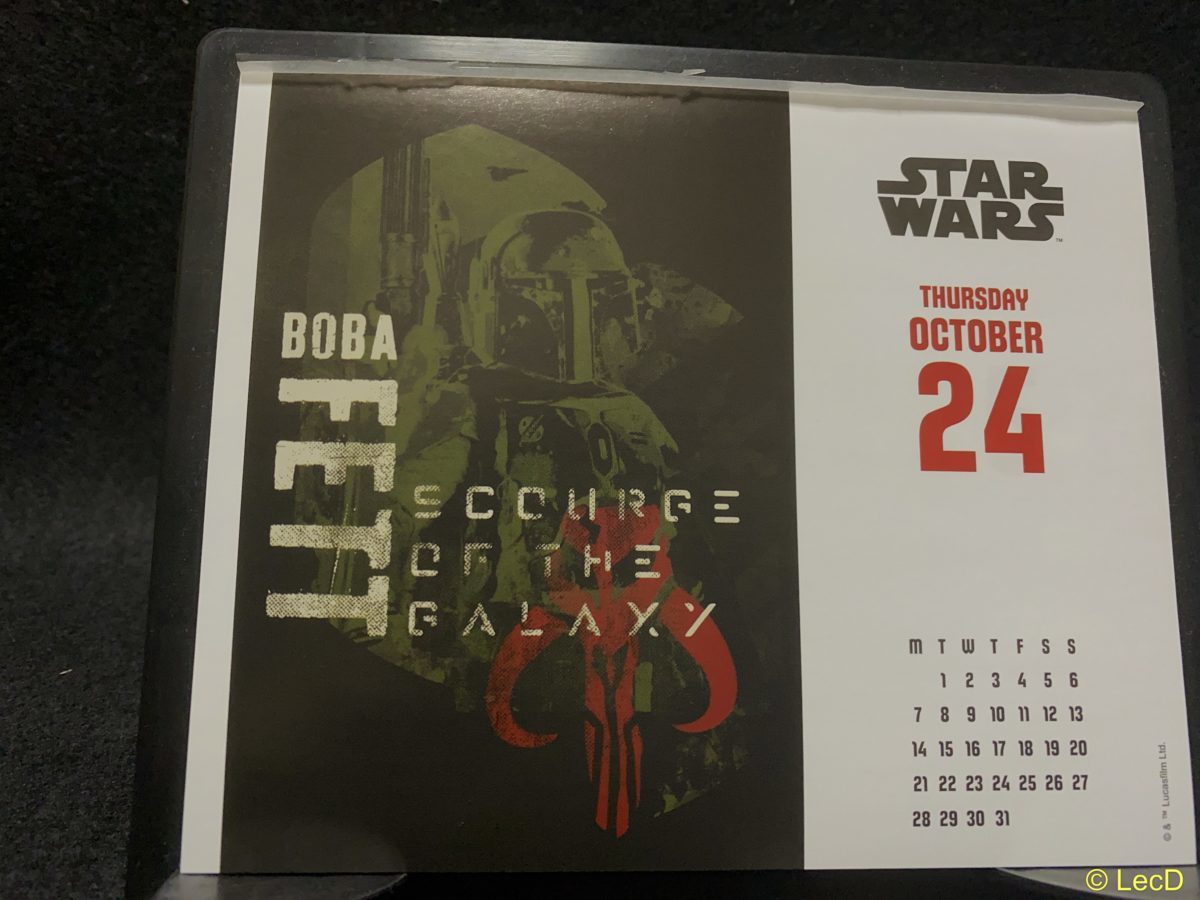 BOBA
FETT
SCOURGE
OF THE
GALAXY
STAR
WARS™
THURSDAY
OCTOBER
24
M T W T F S S
1 2 3 4 5 6
7 8 9 10 11 12 13
14 15 16 17 18 19 20
21 22 23 24 25 26 27
28 29 30 31
© & ™ Lucasfilm Ltd.
© LecD